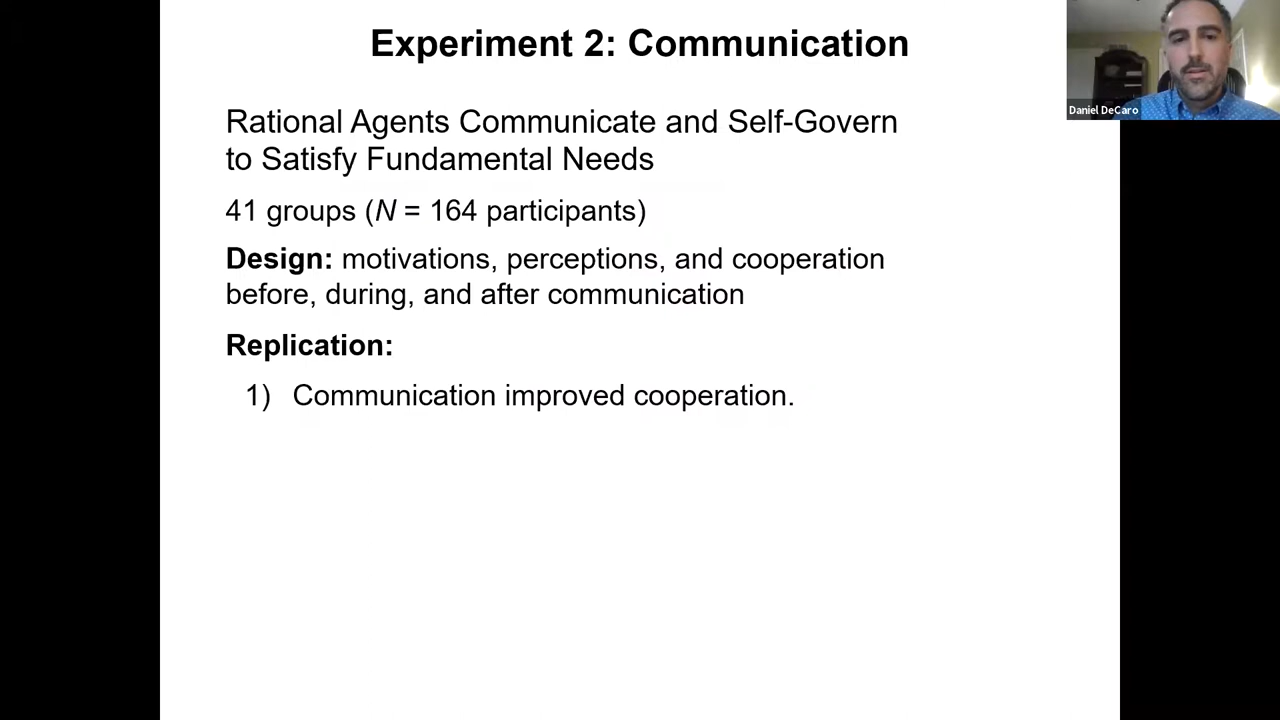 Experiment 2: Communication
Daniel DeCaro
Rational Agents Communicate and Self-Govern
to Satisfy Fundamental Needs
41 groups (N = 164 participants)
Design: motivations, perceptions, and cooperation
before, during, and after communication
Replication:
1) Communication improved cooperation.